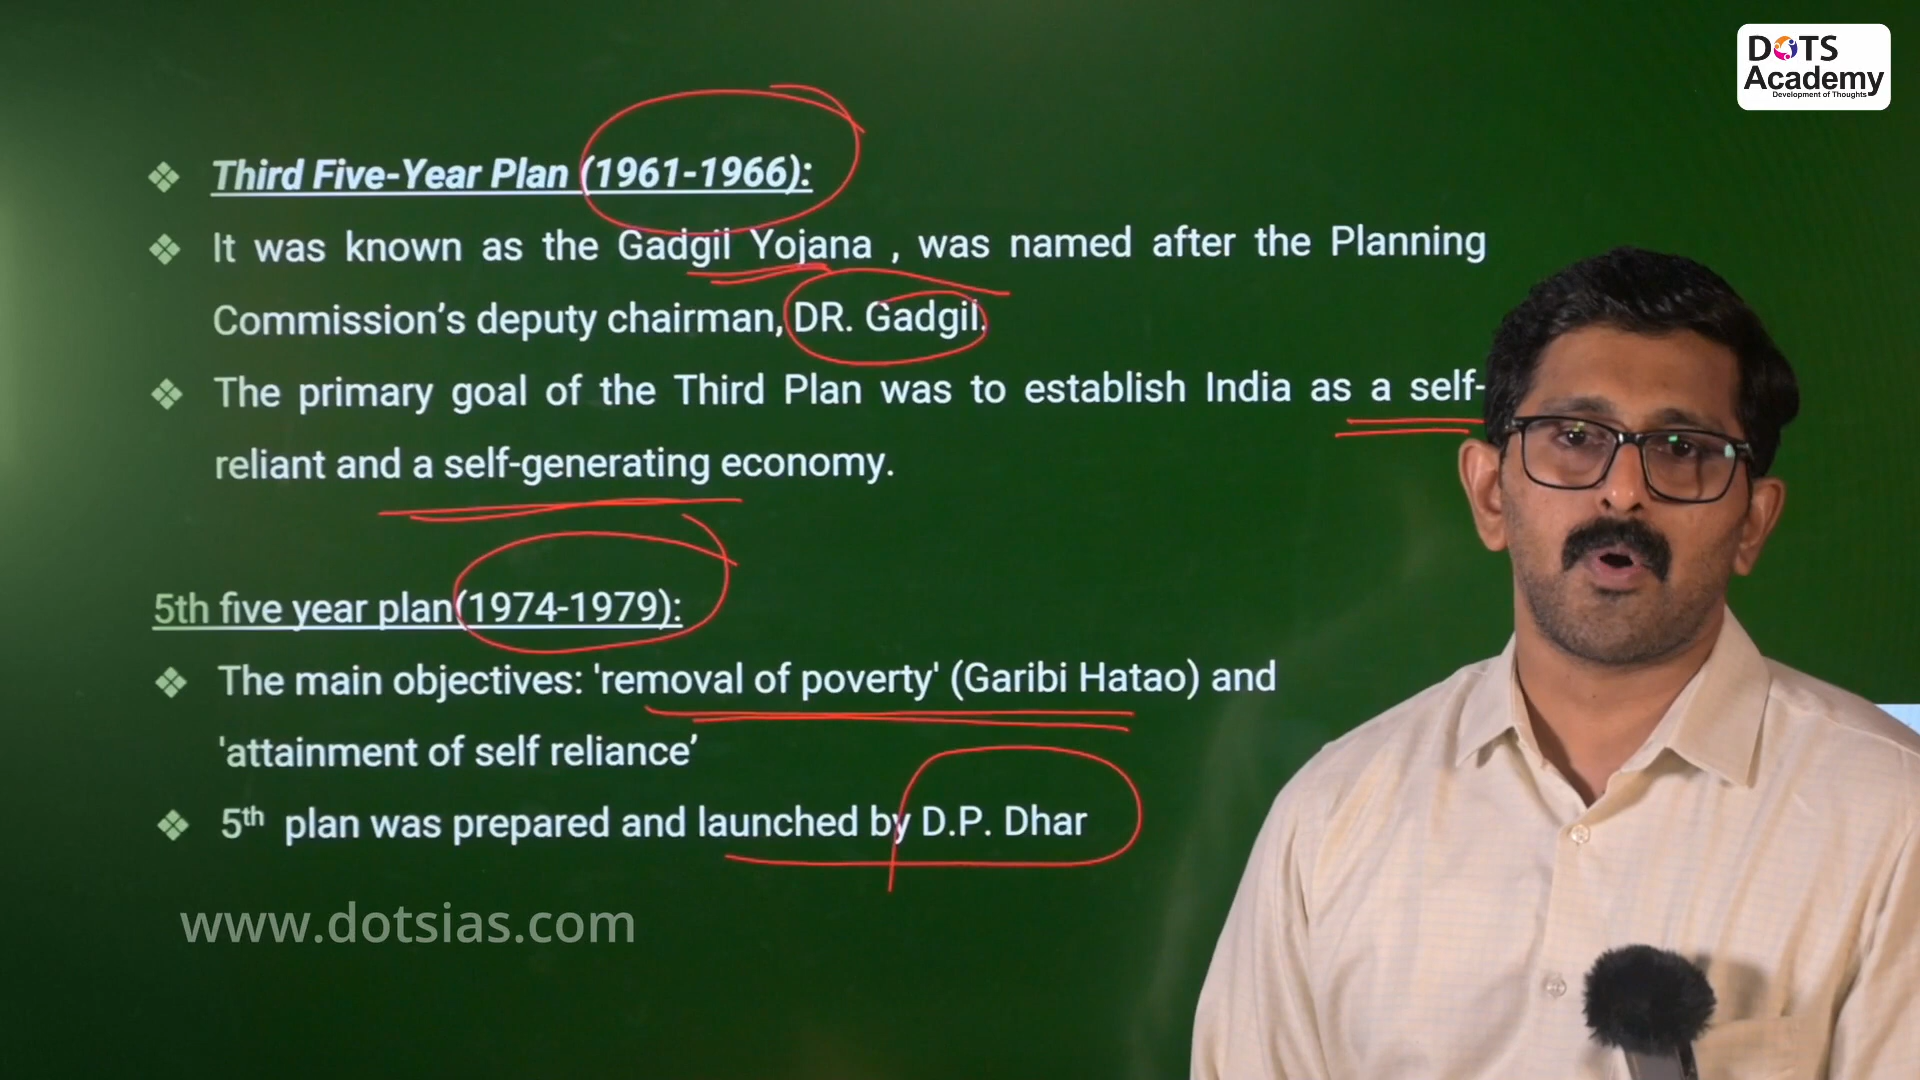 DOTS
Academy
Development of Thoughts
❖ Third Five-Year Plan (1961-1966):
❖ It was known as the Gadgil Yojana , was named after the Planning
Commission’s deputy chairman, DR. Gadgil.
❖ The primary goal of the Third Plan was to establish India as a self-
reliant and a self-generating economy.
5th five year plan(1974-1979):
❖ The main objectives: 'removal of poverty' (Garibi Hatao) and
'attainment of self reliance’
❖ 5th plan was prepared and launched by D.P. Dhar
www.dotsias.com